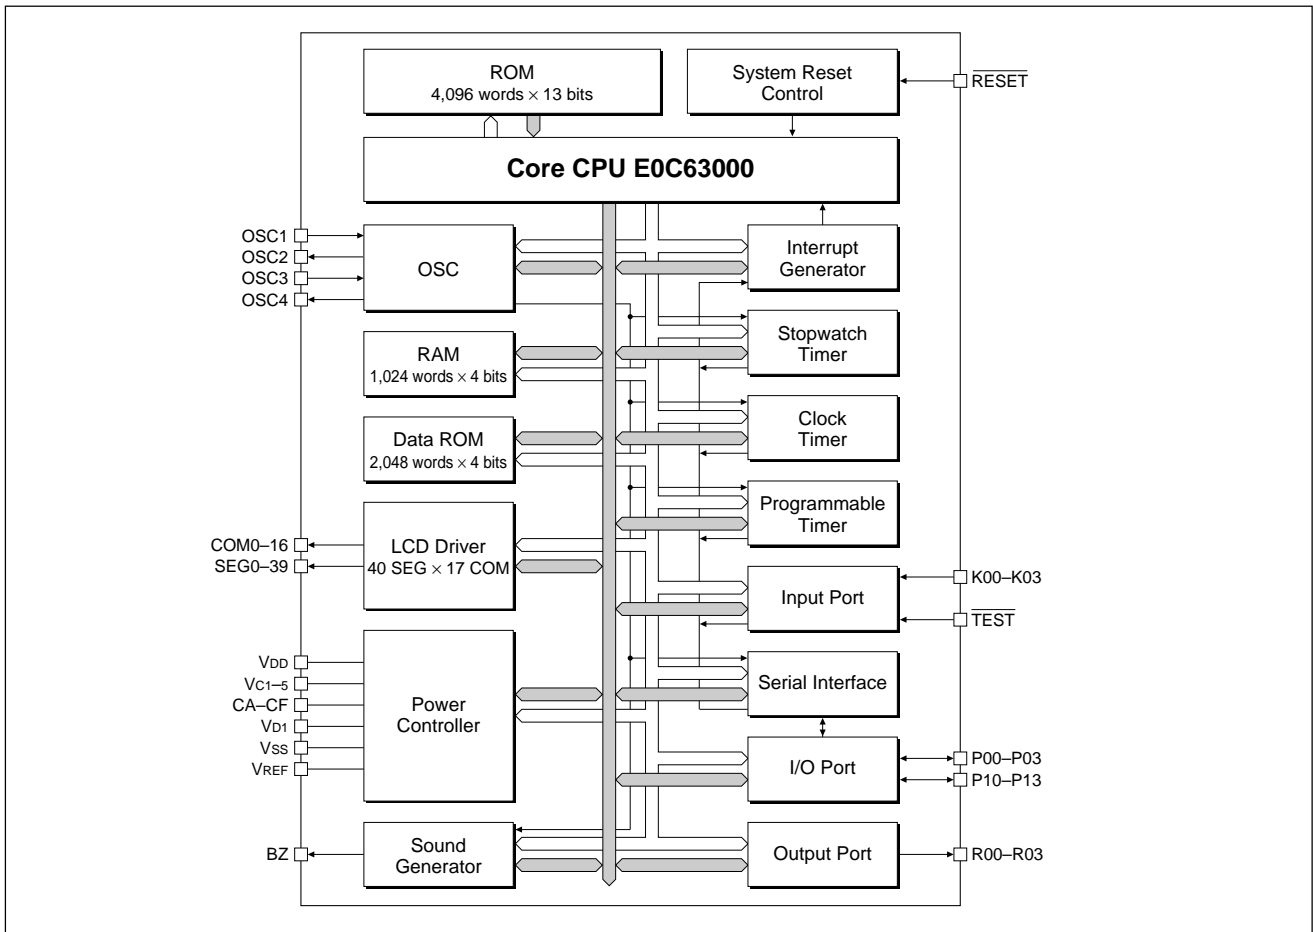 ROM
4,096 words × 13 bits
System Reset
Control
RESET
Core CPU E0C63000
OSC1
OSC2
OSC3
OSC4
OSC
Interrupt
Generator
RAM
1,024 words × 4 bits
Stopwatch
Timer
Data ROM
2,048 words × 4 bits
Clock
Timer
Programmable
Timer
COM0–16
SEG0–39
LCD Driver
40 SEG × 17 COM
Input Port
K00–K03
TEST
VDD
VC1–5
CA–CF
VD1
VSS
VREF
Power
Controller
Serial Interface
I/O Port
P00–P03
P10–P13
BZ
Sound
Generator
Output Port
R00–R03